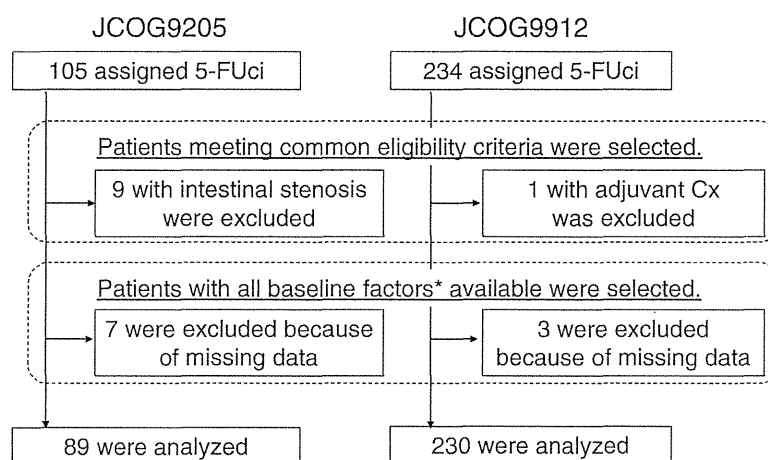 JCOG9205
JCOG9912
105 assigned 5-FUci
234 assigned 5-FUci
Patients meeting common eligibility criteria were selected.
9 with intestinal stenosis
were excluded
1 with adjuvant Cx
was excluded
Patients with all baseline factors* available were selected.
7 were excluded because
of missing data
3 were excluded
because of missing data
89 were analyzed
230 were analyzed